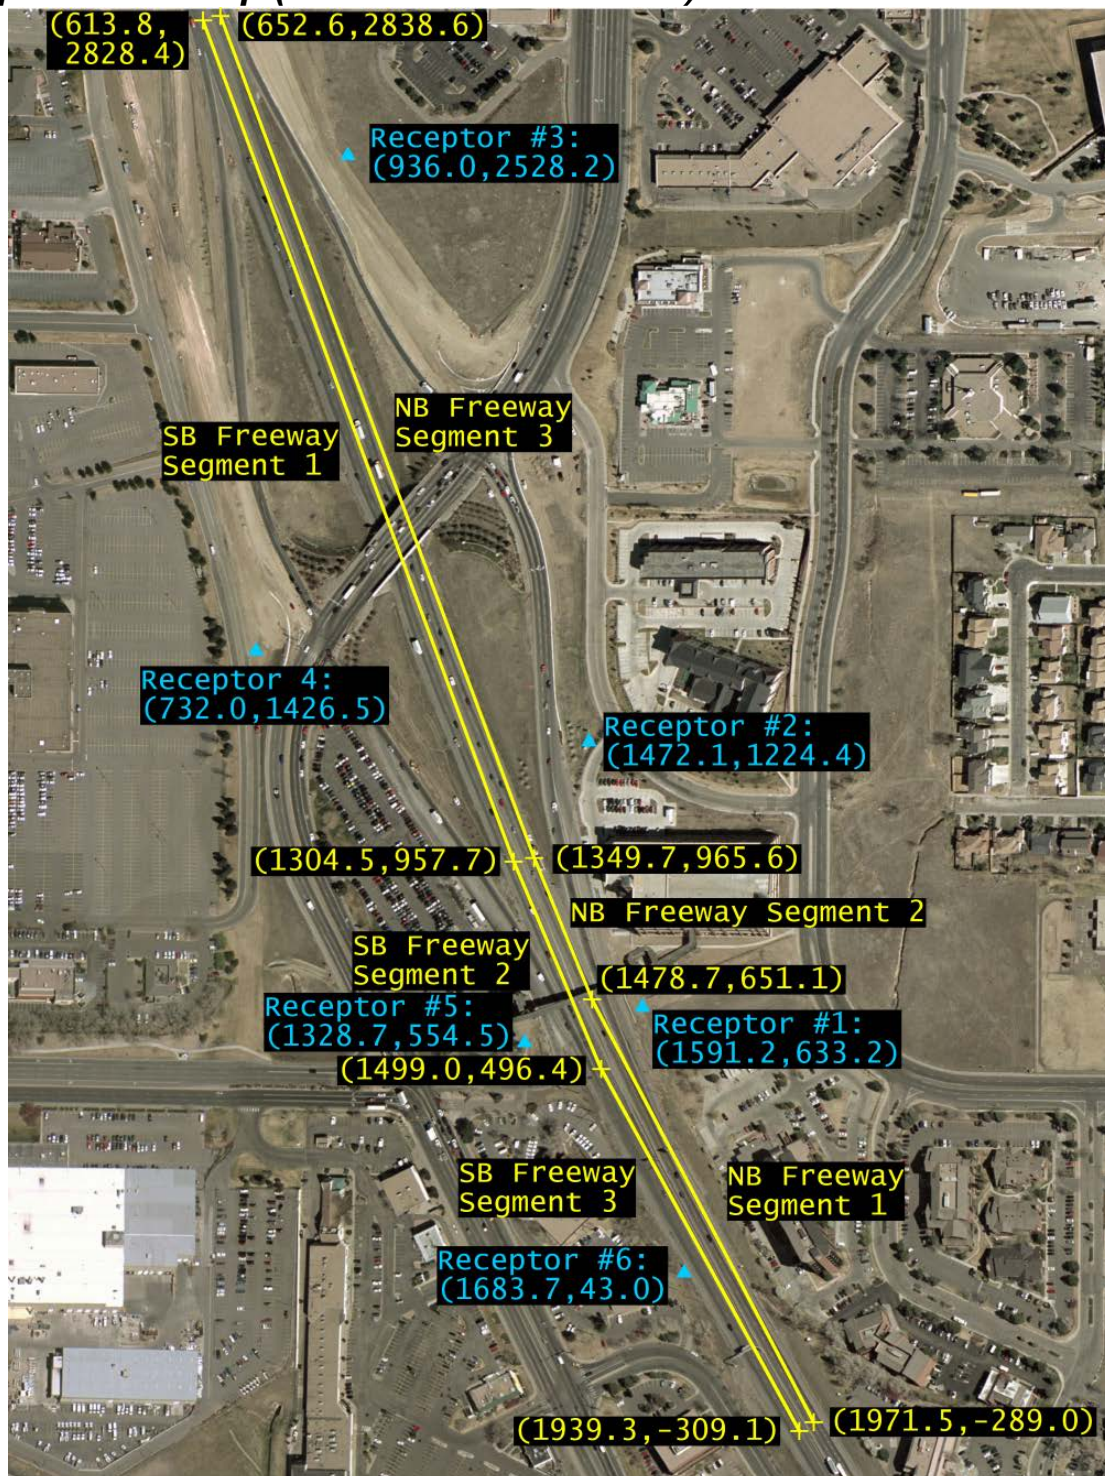 (613.8,
2828.4)
(652.6,2838.6)
Receptor #3:
(936.0,2528.2)
NB Freeway
Segment 3
SB Freeway
Segment 1
Receptor 4:
(732.0,1426.5)
Receptor #2:
(1472.1,1224.4)
(1304.5,957.7)
(1349.7,965.6)
NB Freeway Segment 2
SB Freeway
Segment 2
(1478.7,651.1)
Receptor #5:
(1328.7,554.5)
Receptor #1:
(1591.2,633.2)
(1499.0,496.4)
SB Freeway
Segment 3
NB Freeway
Segment 1
Receptor #6:
(1683.7,43.0)
(1939.3,-309.1)
(1971.5,-289.0)